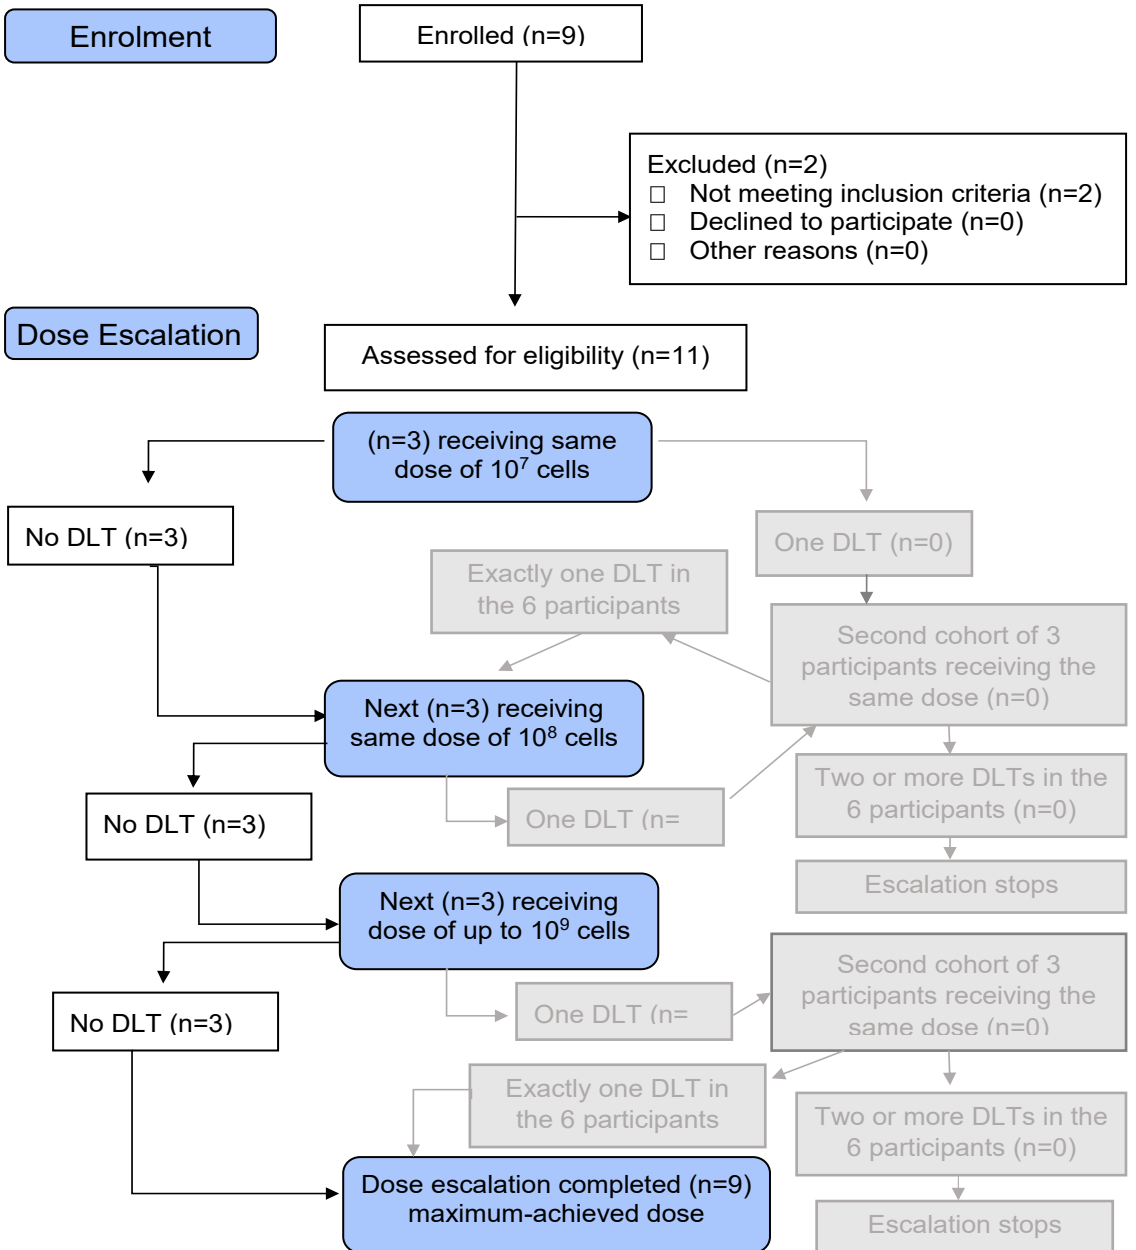 Enrolment
Enrolled (n=9)
Excluded (n=2)
Not meeting inclusion criteria (n=2)
Declined to participate (n=0)
Other reasons (n=0)
Dose Escalation
Assessed for eligibility (n=11)
(n=3) receiving same
dose of 10⁷ cells
No DLT (n=3)
One DLT (n=0)
Exactly one DLT in
the 6 participants
Second cohort of 3
participants receiving the
same dose (n=0)
Next (n=3) receiving
same dose of 10⁸ cells
Two or more DLTs in the
6 participants (n=0)
No DLT (n=3)
One DLT (n=
Escalation stops
Next (n=3) receiving
dose of up to 10⁹ cells
Second cohort of 3
participants receiving the
same dose (n=0)
No DLT (n=3)
One DLT (n=
Exactly one DLT in
the 6 participants
Two or more DLTs in the
6 participants (n=0)
Dose escalation completed (n=9)
maximum-achieved dose
Escalation stops